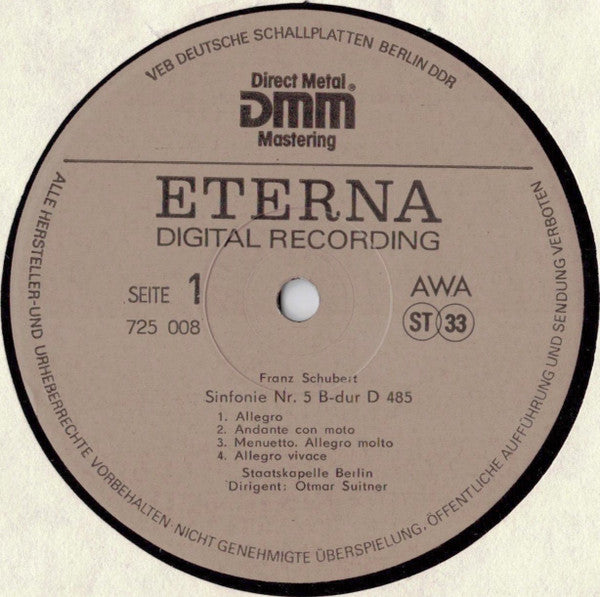 VEB DEUTSCHE SCHALLPLATTEN BERLIN DDR
Direct Metal®
DMM
Mastering
ETERNA
DIGITAL RECORDING
SEITE 1
725 008
AWA
ST 33
Franz Schubert
Sinfonie Nr. 5 B-dur D 485
1. Allegro
2. Andante con moto
3. Menuetto. Allegro molto
4. Allegro vivace
Staatskapelle Berlin
Dirigent: Otmar Suitner
ALLE HERSTELLER- UND URHEBERRECHTE VORBEHALTEN · NICHT GENEHMIGTE ÜBERSPIELUNG, ÖFFENTLICHE AUFFÜHRUNG UND SENDUNG VERBOTEN